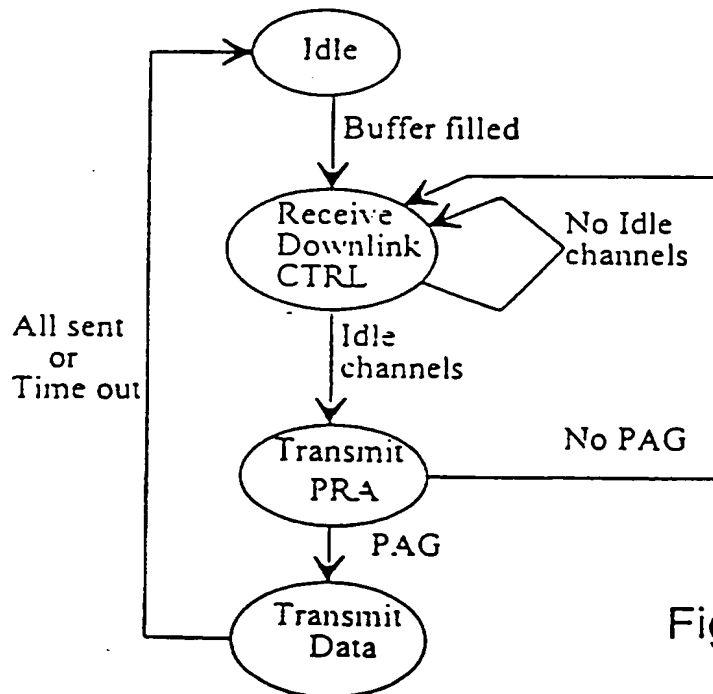 Idle
Buffer filled
Receive
Downlink
CTRL
No Idle
channels
All sent
or
Time out
Idle
channels
Transmit
PRA
No PAG
PAG
Transmit
Data
Fig